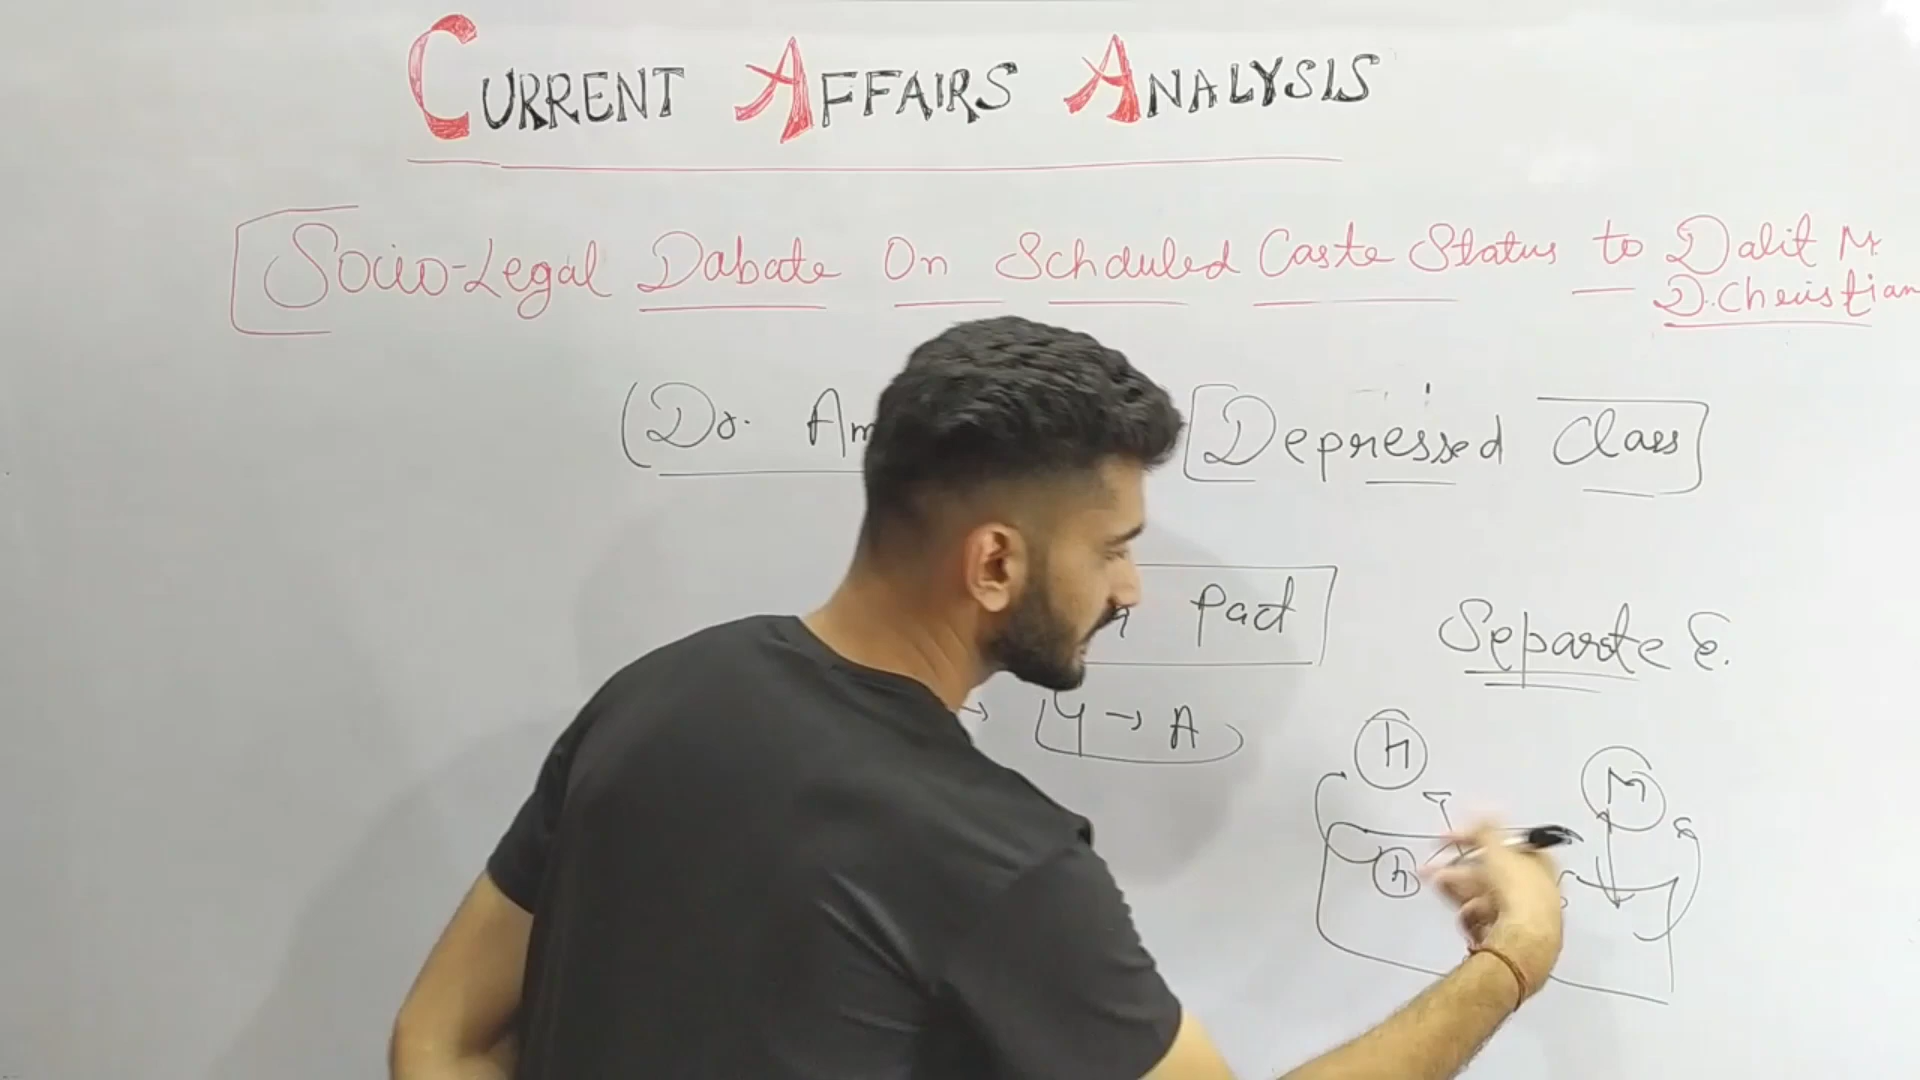 CURRENT AFFAIRS ANALYSIS
Socio-Legal Dabate On Schduled Caste Status to Dalit M.
D. Christian
(Dr. Am
Depressed Class
Pact
Separate E.
Y → A
H
M
h